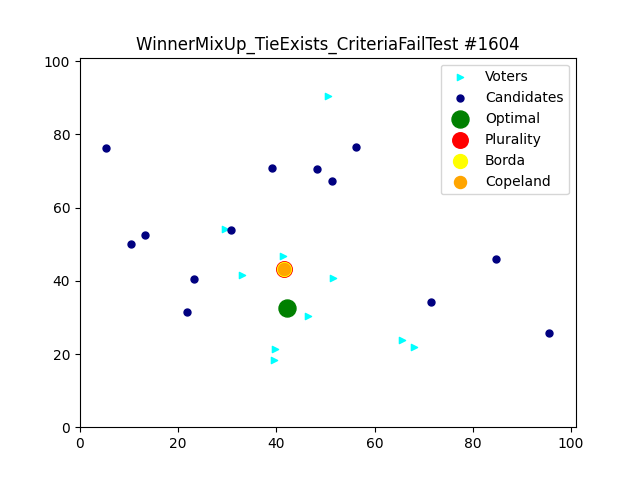 WinnerMixUp_TieExists_CriteriaFailTest #1604
100
80
60
40
20
0
0 20 40 60 80 100
Voters
Candidates
Optimal
Plurality
Borda
Copeland